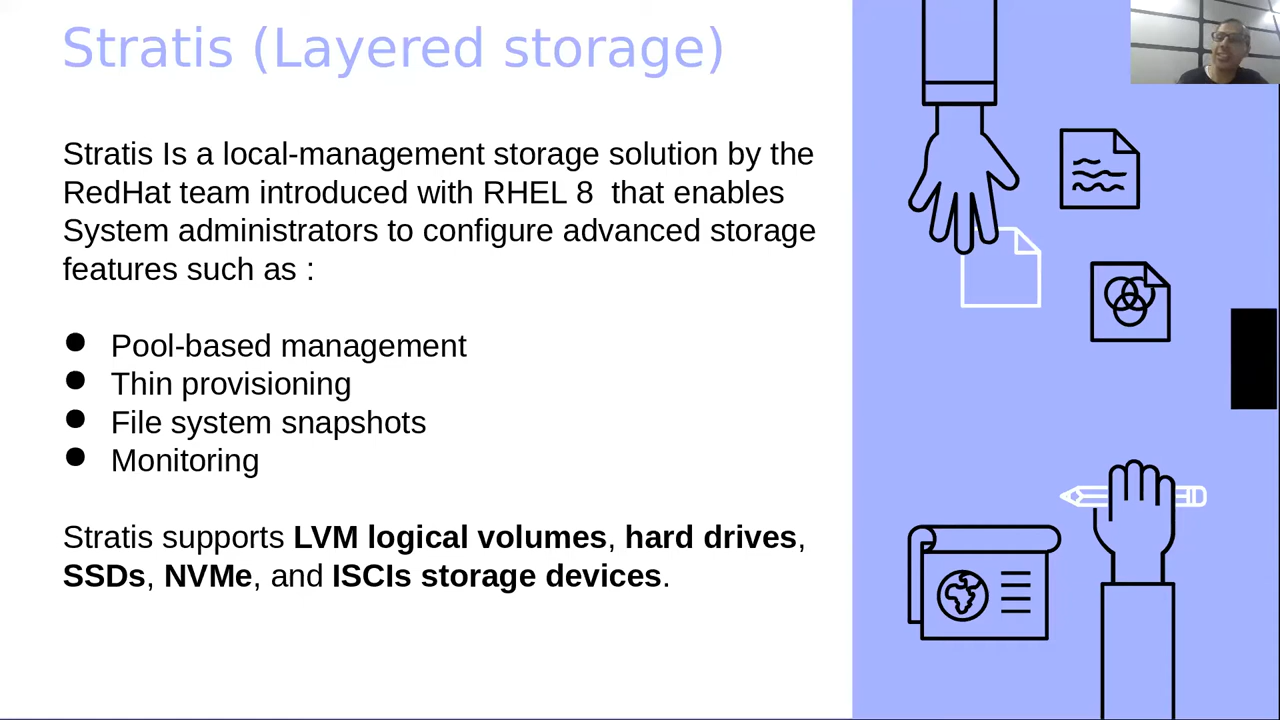 Stratis (Layered storage)
Stratis Is a local-management storage solution by the
RedHat team introduced with RHEL 8  that enables
System administrators to configure advanced storage
features such as :
● Pool-based management
● Thin provisioning
● File system snapshots
● Monitoring
Stratis supports LVM logical volumes, hard drives,
SSDs, NVMe, and ISCIs storage devices.